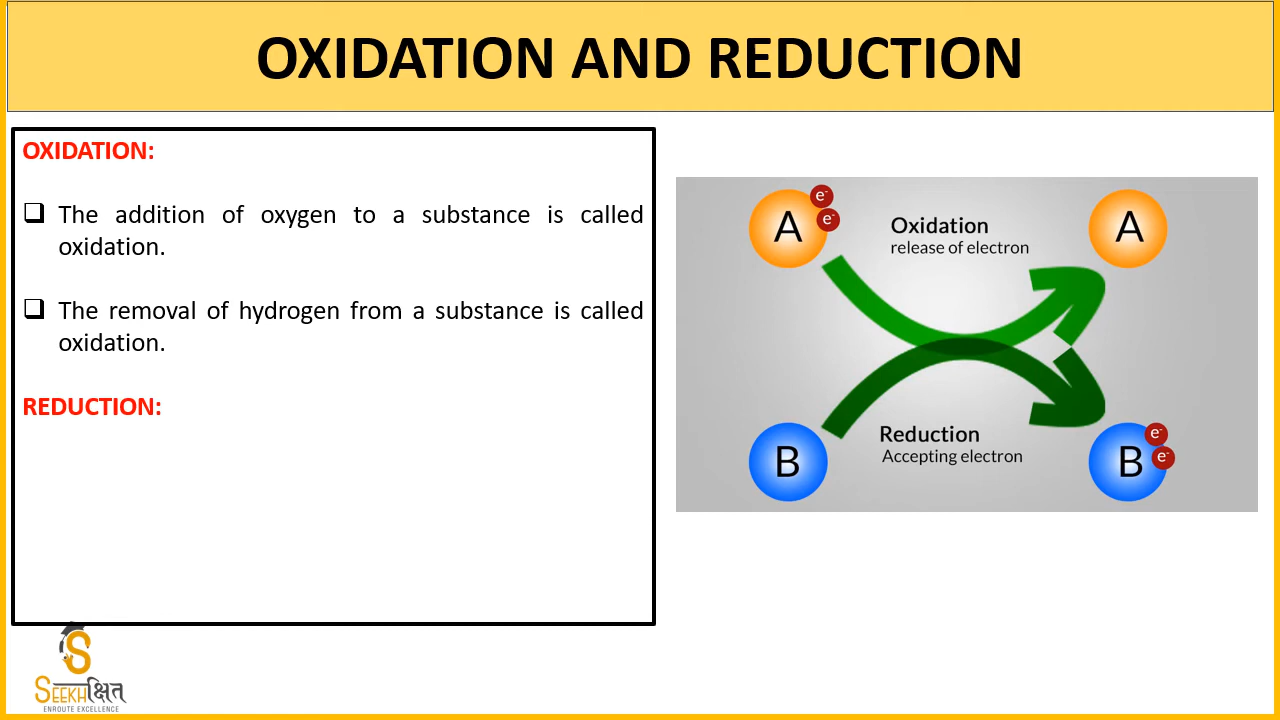 OXIDATION AND REDUCTION
OXIDATION:
❑ The addition of oxygen to a substance is called
oxidation.
❑ The removal of hydrogen from a substance is called
oxidation.
REDUCTION:
A e⁻ e⁻
Oxidation
release of electron
A
B
Reduction
Accepting electron
B e⁻ e⁻
S
SEEKHक्षित
ENROUTE EXCELLENCE